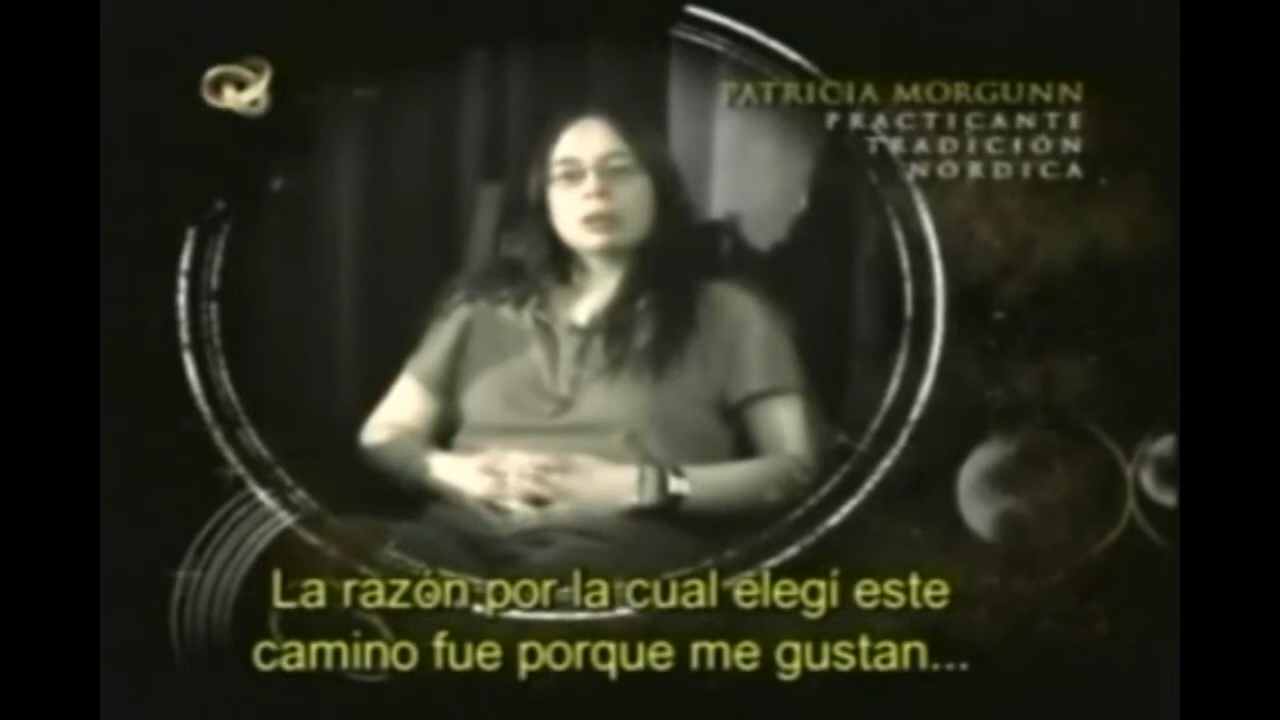 PATRICIA MORGUNN
PRACTICANTE
TRADICIÓN
NÓRDICA
La razón por la cual elegí este
camino fue porque me gustan...